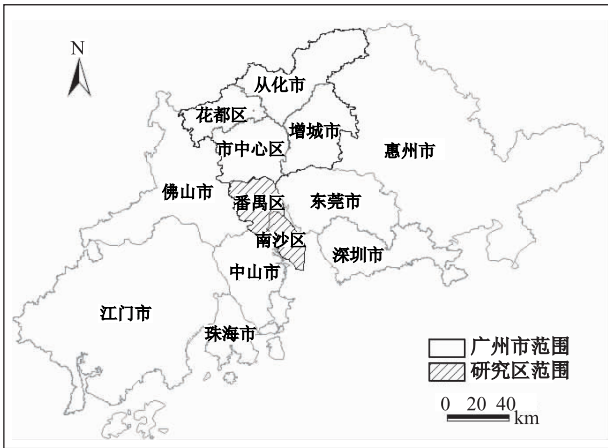 N
从化市
花都区
增城市
市中心区
惠州市
佛山市
番禺区
东莞市
南沙区
深圳市
中山市
江门市
珠海市
广州市范围
研究区范围
0 20 40
km